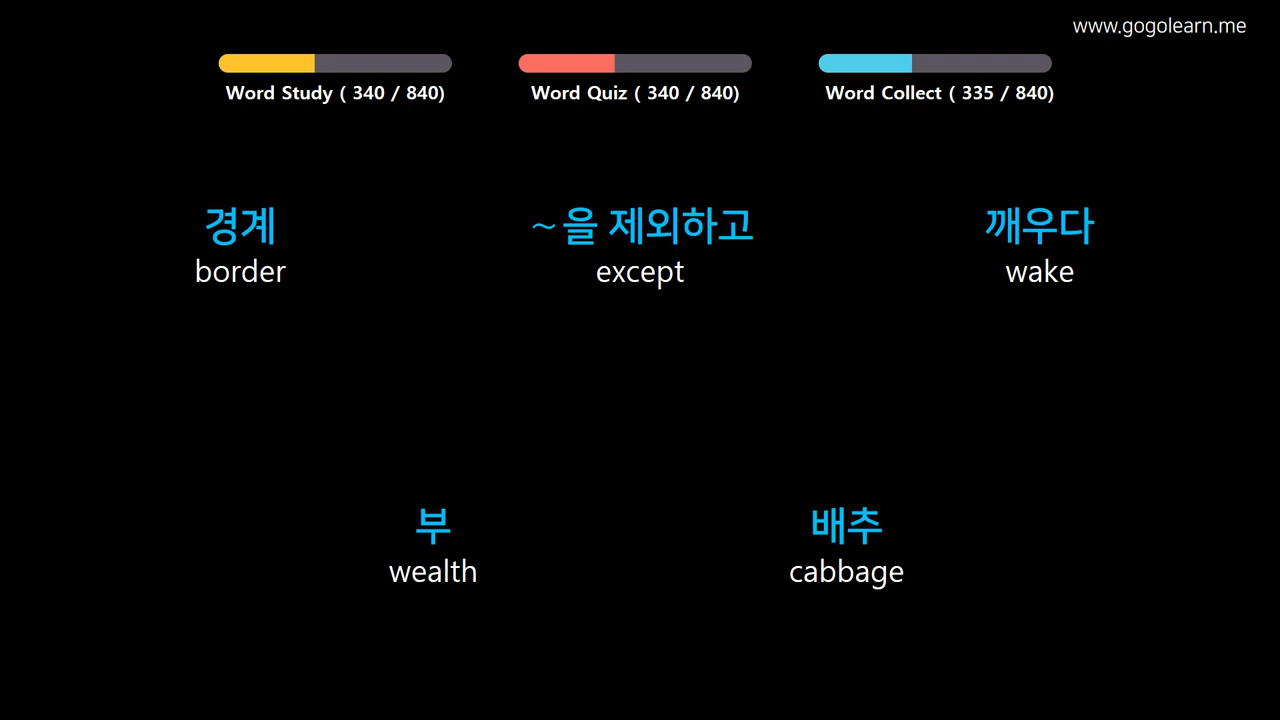 www.gogolearn.me
Word Study ( 340 / 840)
Word Quiz ( 340 / 840)
Word Collect ( 335 / 840)
경계
border
~을 제외하고
except
깨우다
wake
부
wealth
배추
cabbage